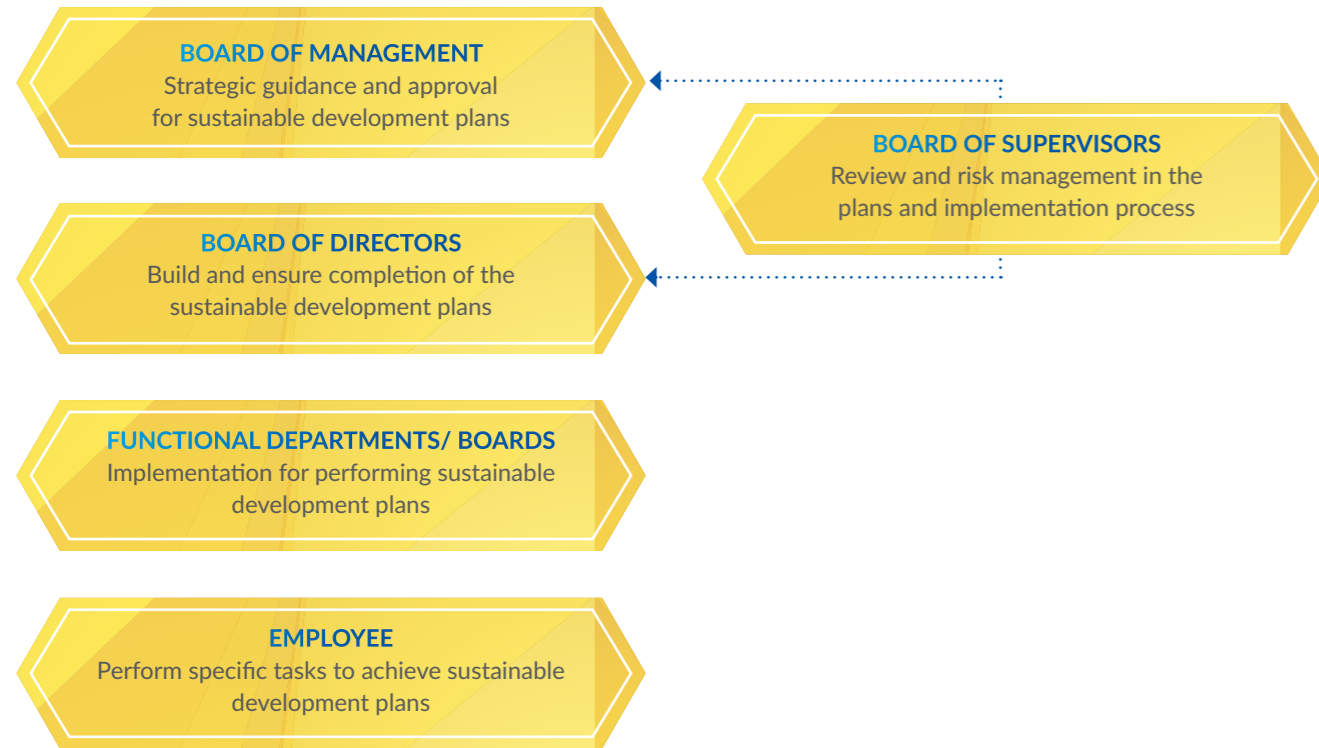 BOARD OF MANAGEMENT
Strategic guidance and approval
for sustainable development plans
BOARD OF SUPERVISORS
Review and risk management in the
plans and implementation process
BOARD OF DIRECTORS
Build and ensure completion of the
sustainable development plans
FUNCTIONAL DEPARTMENTS/ BOARDS
Implementation for performing sustainable
development plans
EMPLOYEE
Perform specific tasks to achieve sustainable
development plans